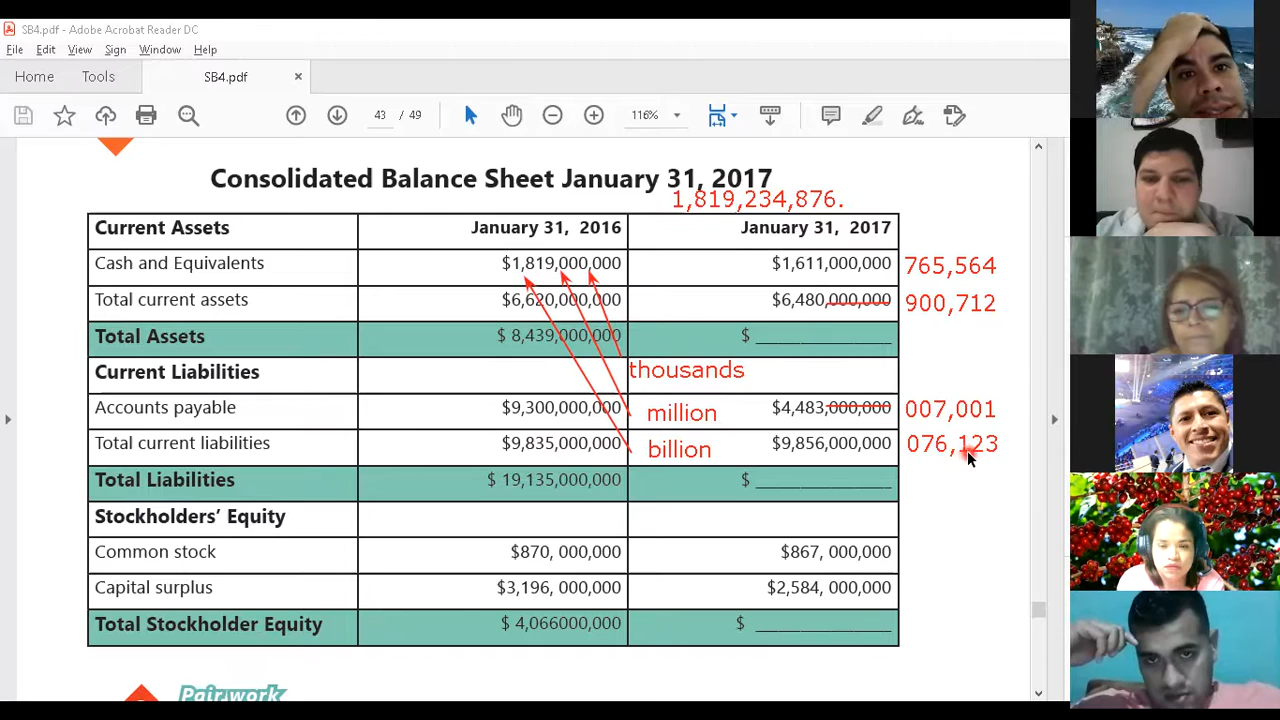 SB4.pdf - Adobe Acrobat Reader DC
File Edit View Sign Window Help
Home Tools SB4.pdf ×
43 / 49 116%
Consolidated Balance Sheet January 31, 2017
1,819,234,876.
Current Assets January 31, 2016 January 31, 2017
Cash and Equivalents $1,819,000,000 $1,611,000,000 765,564
Total current assets $6,620,000,000 $6,480,000,000 900,712
Total Assets $ 8,439,000,000 $ ______________
Current Liabilities thousands
Accounts payable $9,300,000,000 million $4,483,000,000 007,001
Total current liabilities $9,835,000,000 billion $9,856,000,000 076,123
Total Liabilities $ 19,135,000,000 $ ______________
Stockholders’ Equity
Common stock $870, 000,000 $867, 000,000
Capital surplus $3,196, 000,000 $2,584, 000,000
Total Stockholder Equity $ 4,066000,000 $ ______________
Pair work